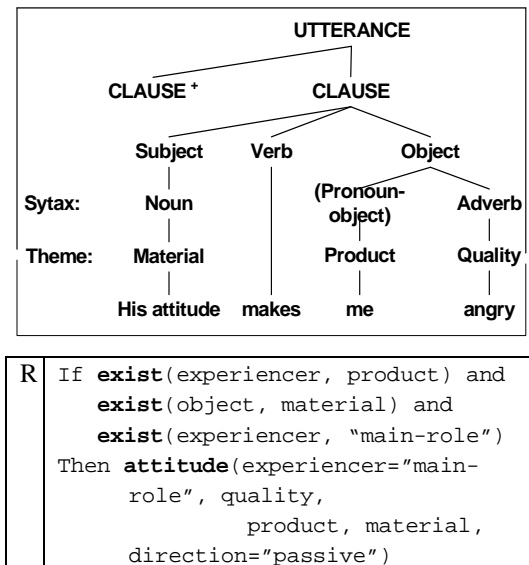 UTTERANCE
CLAUSE + CLAUSE
Subject Verb Object
Sytax: Noun (Pronoun-object) Adverb
Theme: Material Product Quality
His attitude makes me angry
R If exist(experiencer, product) and
exist(object, material) and
exist(experiencer, “main-role”)
Then attitude(experiencer=”main-
role”, quality,
product, material,
direction=”passive”)